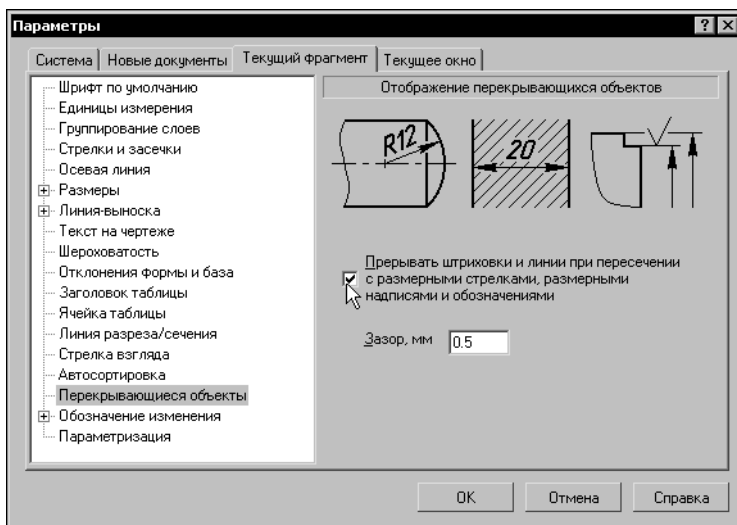 Параметры
Система
Новые документы
Текущий фрагмент
Текущее окно
Шрифт по умолчанию
Единицы измерения
Группирование слоев
Стрелки и засечки
Осевая линия
Размеры
Линия-выноска
Текст на чертеже
Шероховатость
Отклонения формы и база
Заголовок таблицы
Ячейка таблицы
Линия разреза/сечения
Стрелка взгляда
Автосортировка
Перекрывающиеся объекты
Обозначение изменения
Параметризация
Отображение перекрывающихся объектов
R12
20
Прерывать штриховки и линии при пересечении
с размерными стрелками, размерными
надписями и обозначениями
Зазор, мм
0.5
OK
Отмена
Справка